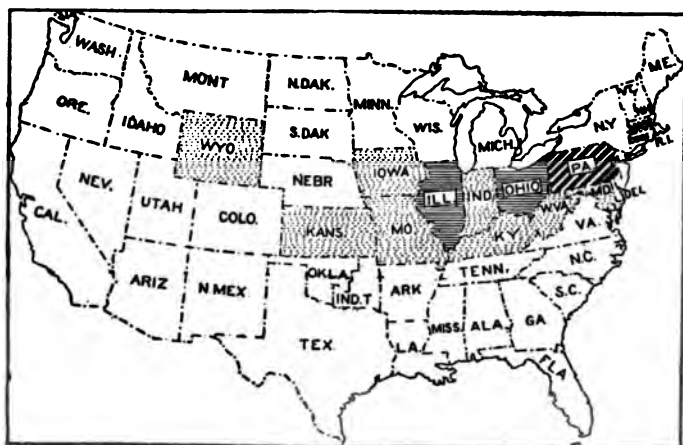 WASH
MONT
N.DAK.
MINN.
ME.
VT.
ORE.
IDAHO
WYO.
S.DAK
WIS.
MICH.
N.Y
R.I.
NEV.
UTAH
COLO.
NEBR
IOWA
ILL
IND.
OHIO
PA
MD.
DEL
CAL.
KANS.
MO.
KY
W.VA
VA.
ARIZ
N.MEX
OKLA.
IND.T
ARK
TENN.
N.C.
S.C.
TEX.
LA.
MISS.
ALA.
GA
FLA